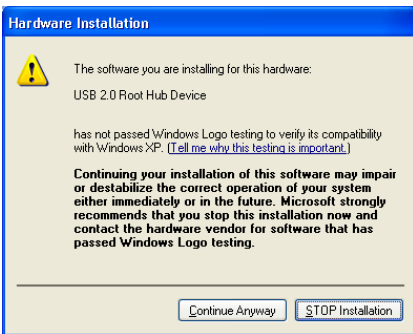 Hardware Installation
The software you are installing for this hardware:
USB 2.0 Root Hub Device
has not passed Windows Logo testing to verify its compatibility
with Windows XP. (Tell me why this testing is important.)
Continuing your installation of this software may impair
or destabilize the correct operation of your system
either immediately or in the future. Microsoft strongly
recommends that you stop this installation now and
contact the hardware vendor for software that has
passed Windows Logo testing.
Continue Anyway
STOP Installation